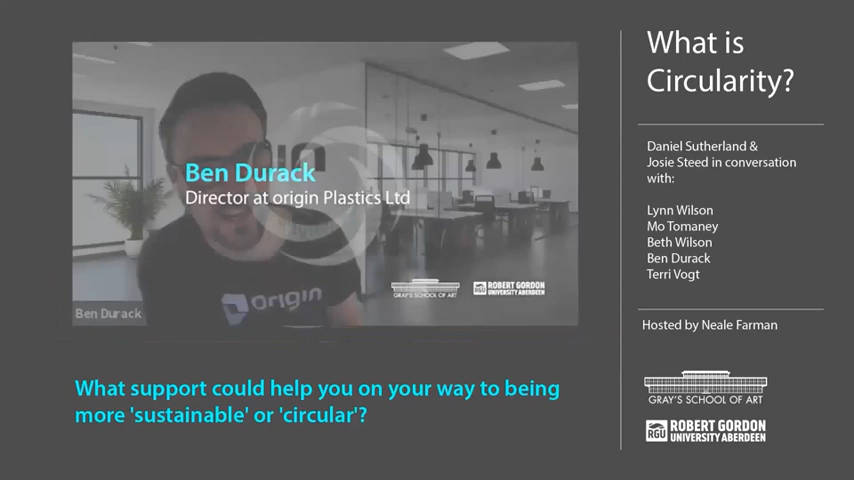 Ben Durack
Director at origin Plastics Ltd
origin
GRAY'S SCHOOL OF ART
RGU ROBERT GORDON
UNIVERSITY ABERDEEN
Ben Durack
What support could help you on your way to being
more 'sustainable' or 'circular'?
What is
Circularity?
Daniel Sutherland &
Josie Steed in conversation
with:
Lynn Wilson
Mo Tomaney
Beth Wilson
Ben Durack
Terri Vogt
Hosted by Neale Farman
GRAY'S SCHOOL OF ART
RGU ROBERT GORDON
UNIVERSITY ABERDEEN